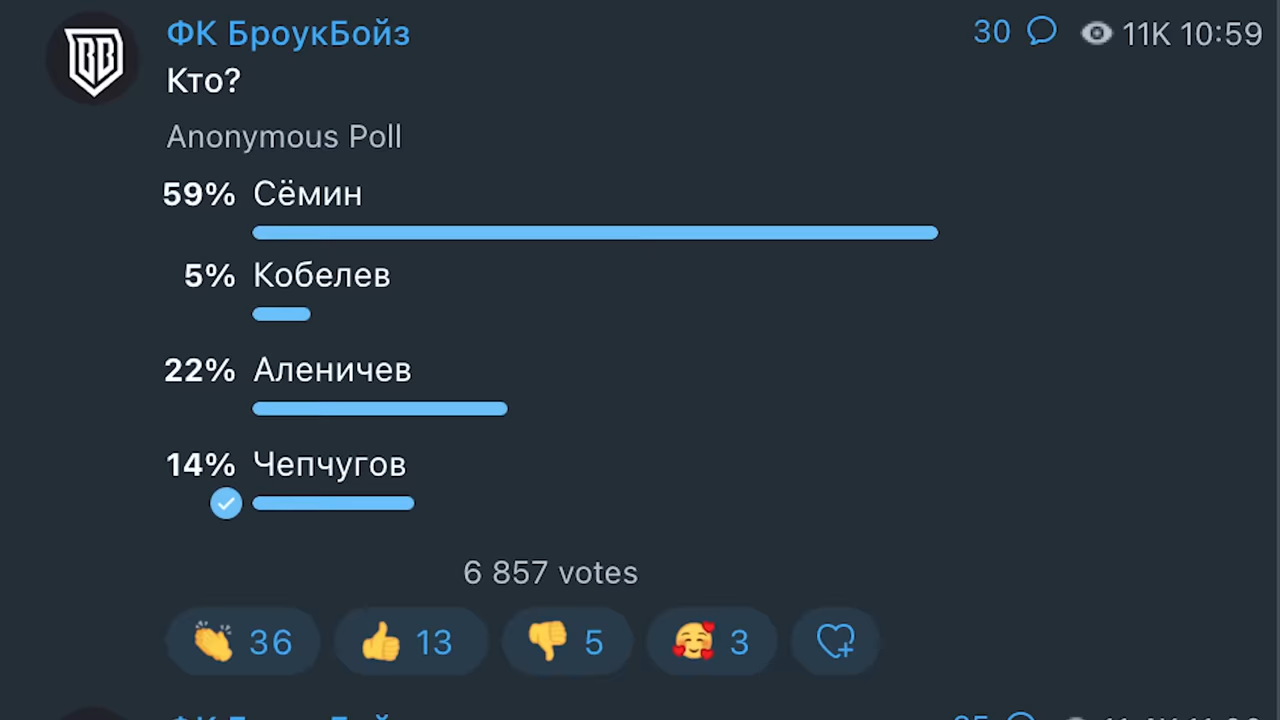 ФК БроукБойз 30 11K 10:59
BB
Кто?
Anonymous Poll
59% Сёмин
5% Кобелев
22% Аленичев
14% Чепчугов
6 857 votes
36 13 5 3